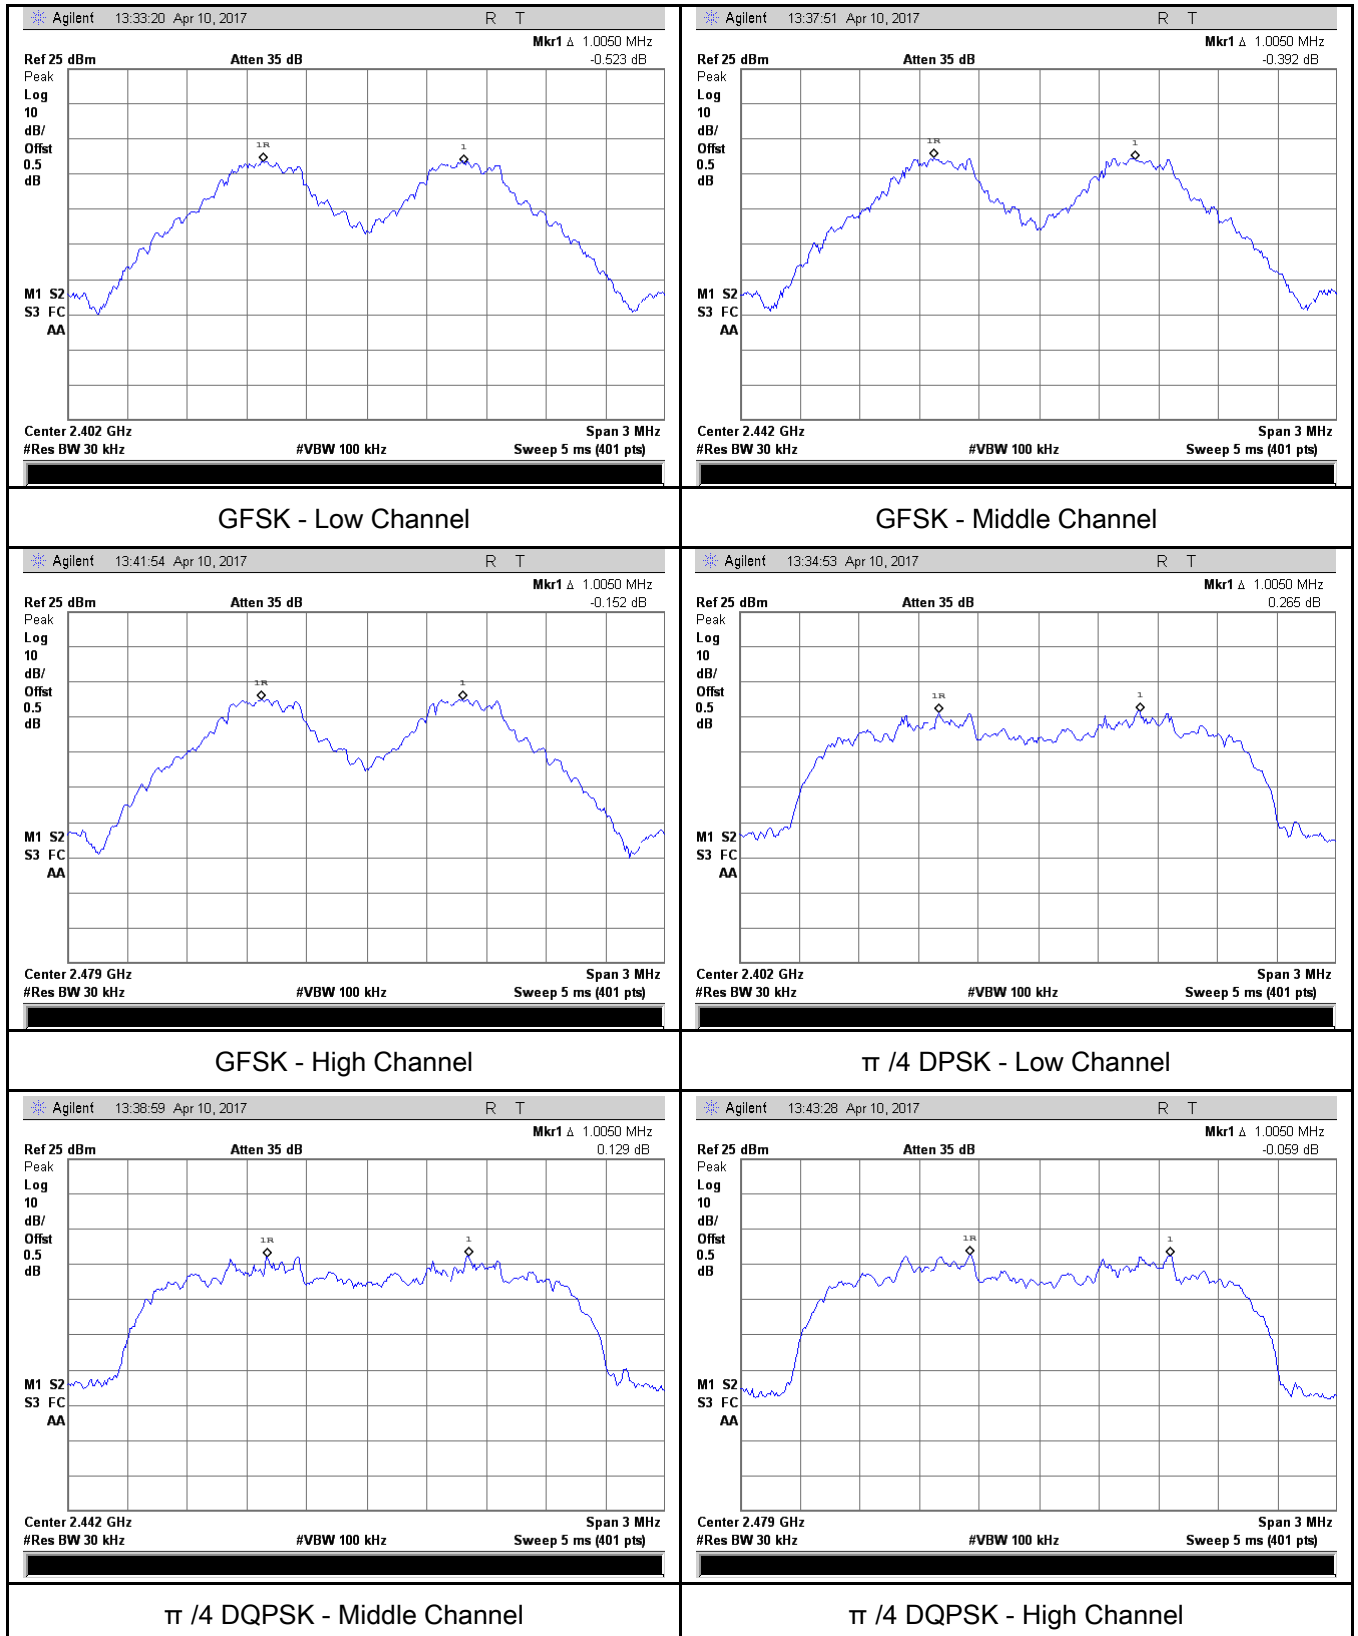 Agilent 13:33:20 Apr 10, 2017 R T
Mkr1 Δ 1.0050 MHz
Ref 25 dBm Atten 35 dB -0.523 dB
Peak
Log
10
dB/
Offst
0.5
dB
1R 1
M1 S2
S3 FC
AA
Center 2.402 GHz Span 3 MHz
#Res BW 30 kHz #VBW 100 kHz Sweep 5 ms (401 pts)
GFSK - Low Channel
Agilent 13:37:51 Apr 10, 2017 R T
Mkr1 Δ 1.0050 MHz
Ref 25 dBm Atten 35 dB -0.392 dB
Peak
Log
10
dB/
Offst
0.5
dB
1R 1
M1 S2
S3 FC
AA
Center 2.442 GHz Span 3 MHz
#Res BW 30 kHz #VBW 100 kHz Sweep 5 ms (401 pts)
GFSK - Middle Channel
Agilent 13:41:54 Apr 10, 2017 R T
Mkr1 Δ 1.0050 MHz
Ref 25 dBm Atten 35 dB -0.152 dB
Peak
Log
10
dB/
Offst
0.5
dB
1R 1
M1 S2
S3 FC
AA
Center 2.479 GHz Span 3 MHz
#Res BW 30 kHz #VBW 100 kHz Sweep 5 ms (401 pts)
GFSK - High Channel
Agilent 13:34:53 Apr 10, 2017 R T
Mkr1 Δ 1.0050 MHz
Ref 25 dBm Atten 35 dB 0.265 dB
Peak
Log
10
dB/
Offst
0.5
dB
1R 1
M1 S2
S3 FC
AA
Center 2.402 GHz Span 3 MHz
#Res BW 30 kHz #VBW 100 kHz Sweep 5 ms (401 pts)
π /4 DPSK - Low Channel
Agilent 13:38:59 Apr 10, 2017 R T
Mkr1 Δ 1.0050 MHz
Ref 25 dBm Atten 35 dB 0.129 dB
Peak
Log
10
dB/
Offst
0.5
dB
1R 1
M1 S2
S3 FC
AA
Center 2.442 GHz Span 3 MHz
#Res BW 30 kHz #VBW 100 kHz Sweep 5 ms (401 pts)
π /4 DQPSK - Middle Channel
Agilent 13:43:28 Apr 10, 2017 R T
Mkr1 Δ 1.0050 MHz
Ref 25 dBm Atten 35 dB -0.059 dB
Peak
Log
10
dB/
Offst
0.5
dB
1R 1
M1 S2
S3 FC
AA
Center 2.479 GHz Span 3 MHz
#Res BW 30 kHz #VBW 100 kHz Sweep 5 ms (401 pts)
π /4 DQPSK - High Channel